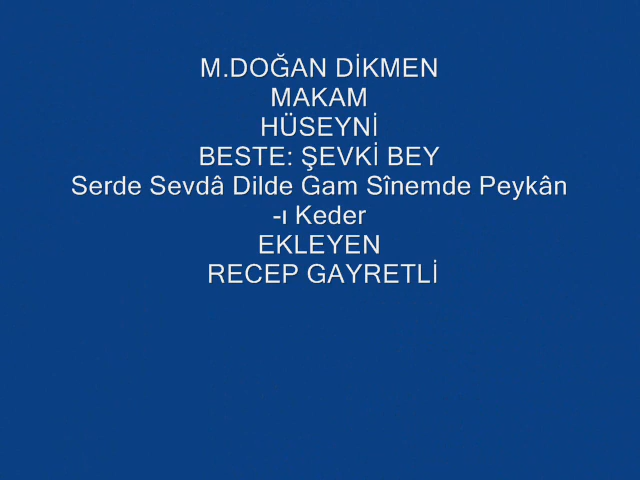 M.DOĞAN DİKMEN
MAKAM
HÜSEYNİ
BESTE: ŞEVKİ BEY
Serde Sevdâ Dilde Gam Sînemde Peykân
-ı Keder
EKLEYEN
RECEP GAYRETLİ